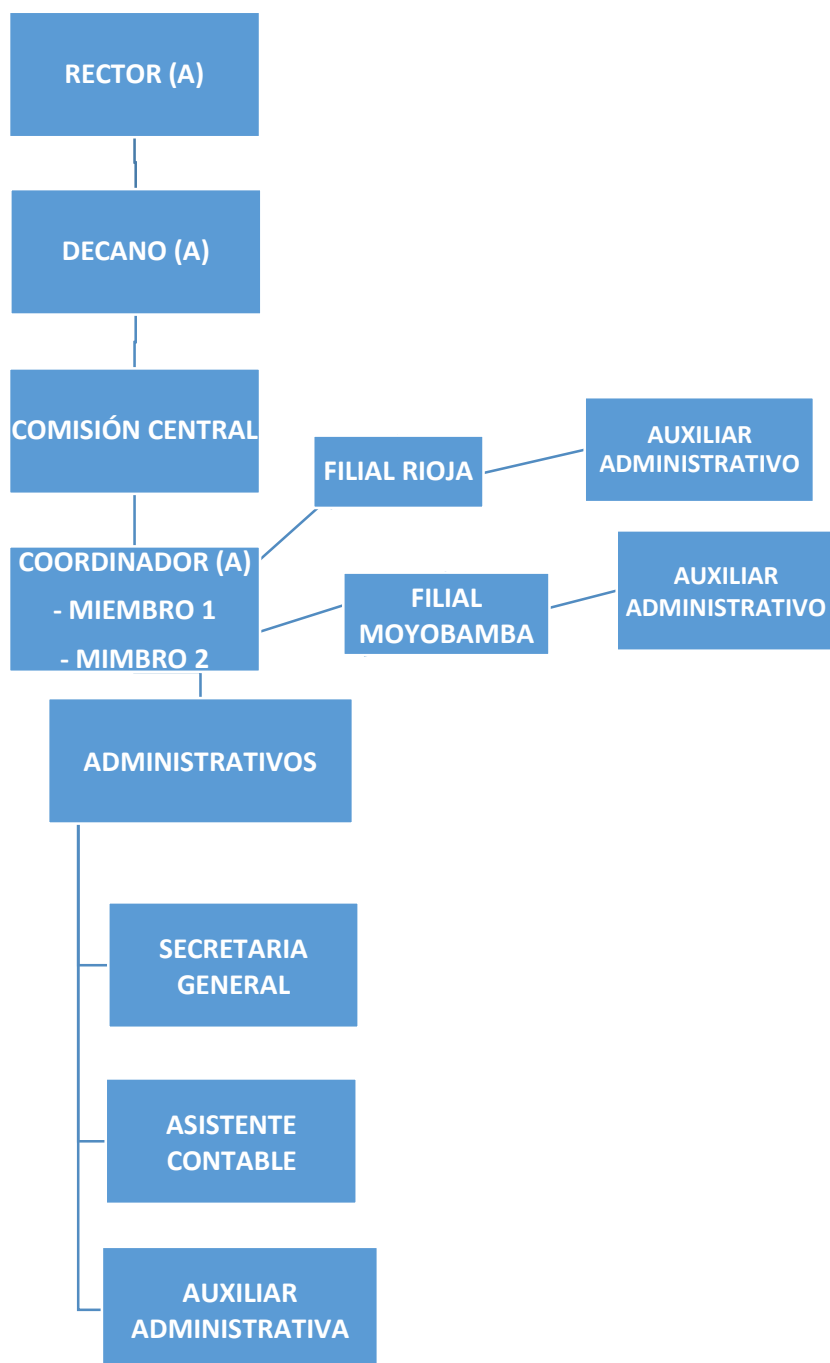 RECTOR (A)
DECANO (A)
COMISIÓN CENTRAL
COORDINADOR (A)
- MIEMBRO 1
- MIMBRO 2
FILIAL RIOJA
AUXILIAR
ADMINISTRATIVO
FILIAL
MOYOBAMBA
AUXILIAR
ADMINISTRATIVO
ADMINISTRATIVOS
SECRETARIA
GENERAL
ASISTENTE
CONTABLE
AUXILIAR
ADMINISTRATIVA